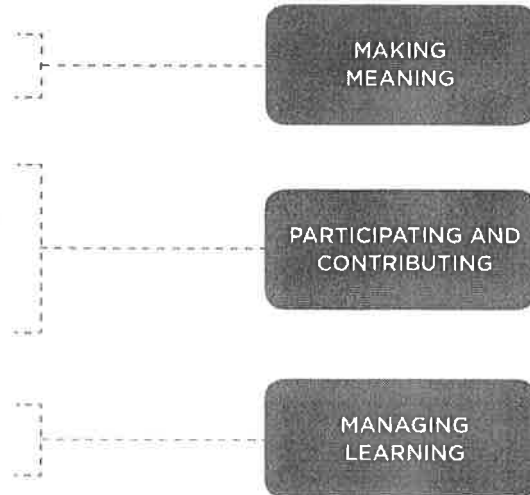 MAKING
MEANING
PARTICIPATING AND
CONTRIBUTING
MANAGING
LEARNING